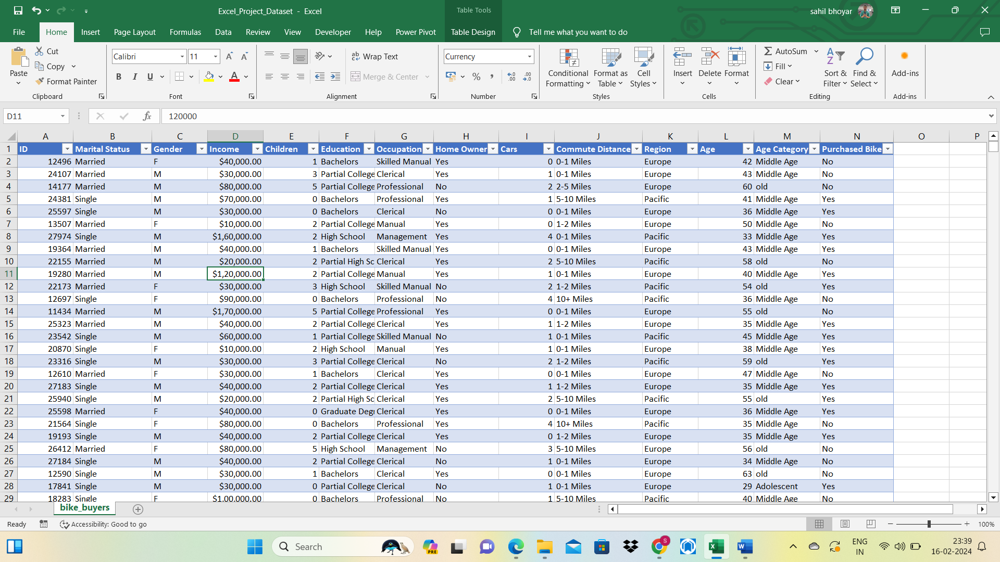 Excel_Project_Dataset - Excel
Table Tools
sahil bhoyar
File Home Insert Page Layout Formulas Data Review View Developer Help Power Pivot Table Design Tell me what you want to do
Paste
Cut
Copy
Format Painter
Clipboard
Calibri 11
B I U
Font
Wrap Text
Merge & Center
Alignment
Currency
Number
Conditional Formatting
Format as Table
Cell Styles
Styles
Insert Delete Format
Cells
AutoSum
Fill
Clear
Sort & Filter
Find & Select
Editing
Add-ins
Add-ins
D11 fx 120000
A B C D E F G H I J K L M N O P
1 ID Marital Status Gender Income Children Education Occupation Home Owner Cars Commute Distance Region Age Age Category Purchased Bike
2 12496 Married F $40,000.00 1 Bachelors Skilled Manual Yes 0 0-1 Miles Europe 42 Middle Age No
3 24107 Married M $30,000.00 3 Partial College Clerical Yes 1 0-1 Miles Europe 43 Middle Age No
4 14177 Married M $80,000.00 5 Partial College Professional No 2 2-5 Miles Europe 60 old No
5 24381 Single M $70,000.00 0 Bachelors Professional Yes 1 5-10 Miles Pacific 41 Middle Age Yes
6 25597 Single M $30,000.00 0 Bachelors Clerical No 0 0-1 Miles Europe 36 Middle Age Yes
7 13507 Married F $10,000.00 2 Partial College Manual Yes 0 1-2 Miles Europe 50 Middle Age No
8 27974 Single M $1,60,000.00 2 High School Management Yes 4 0-1 Miles Pacific 33 Middle Age Yes
9 19364 Married M $40,000.00 1 Bachelors Skilled Manual Yes 0 0-1 Miles Europe 43 Middle Age Yes
10 22155 Married M $20,000.00 2 Partial High Sc Clerical Yes 2 5-10 Miles Pacific 58 old No
11 19280 Married M $1,20,000.00 2 Partial College Manual Yes 1 0-1 Miles Europe 40 Middle Age Yes
12 22173 Married F $30,000.00 3 High School Skilled Manual No 2 1-2 Miles Pacific 54 old Yes
13 12697 Single F $90,000.00 0 Bachelors Professional No 4 10+ Miles Pacific 36 Middle Age No
14 11434 Married M $1,70,000.00 5 Partial College Professional Yes 0 0-1 Miles Europe 55 old No
15 25323 Married M $40,000.00 2 Partial College Clerical Yes 1 1-2 Miles Europe 35 Middle Age Yes
16 23542 Single M $60,000.00 1 Partial College Skilled Manual No 1 0-1 Miles Pacific 45 Middle Age Yes
17 20870 Single F $10,000.00 2 High School Manual Yes 1 0-1 Miles Europe 38 Middle Age Yes
18 23316 Single M $30,000.00 3 Partial College Clerical No 2 1-2 Miles Pacific 59 old Yes
19 12610 Married F $30,000.00 1 Bachelors Clerical Yes 0 0-1 Miles Europe 47 Middle Age No
20 27183 Single M $40,000.00 2 Partial College Clerical Yes 1 1-2 Miles Europe 35 Middle Age Yes
21 25940 Single M $20,000.00 2 Partial High Sc Clerical Yes 2 5-10 Miles Pacific 55 old Yes
22 25598 Married F $40,000.00 0 Graduate Degr Clerical Yes 0 0-1 Miles Europe 36 Middle Age Yes
23 21564 Single F $80,000.00 0 Bachelors Professional Yes 4 10+ Miles Pacific 35 Middle Age No
24 19193 Single M $40,000.00 2 Partial College Clerical Yes 0 1-2 Miles Europe 35 Middle Age Yes
25 26412 Married F $80,000.00 5 High School Management No 3 5-10 Miles Europe 56 old No
26 27184 Single M $40,000.00 2 Partial College Clerical No 1 0-1 Miles Europe 34 Middle Age No
27 12590 Single M $30,000.00 1 Bachelors Clerical Yes 0 0-1 Miles Europe 63 old No
28 17841 Single M $30,000.00 0 Partial College Clerical No 1 0-1 Miles Europe 29 Adolescent Yes
29 18283 Single F $1,00,000.00 0 Bachelors Professional No 1 5-10 Miles Pacific 40 Middle Age No
bike_buyers
Ready Accessibility: Good to go 100%
Search
PRE
S
ENG
IN
23:39
16-02-2024